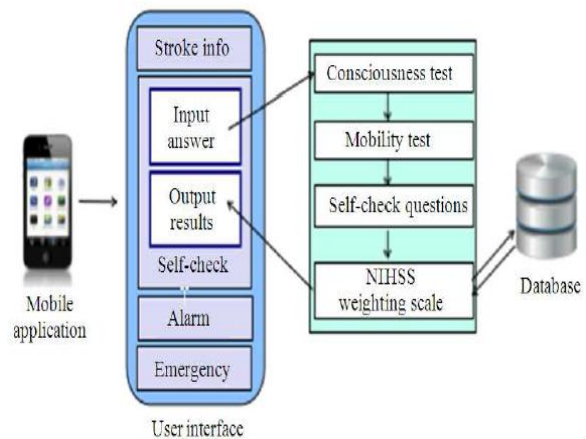 Stroke info
Input
answer
Output
results
Self-check
Alarm
Emergency
User interface
Mobile
application
Consciousness test
Mobility test
Self-check questions
NIHSS
weighting scale
Database